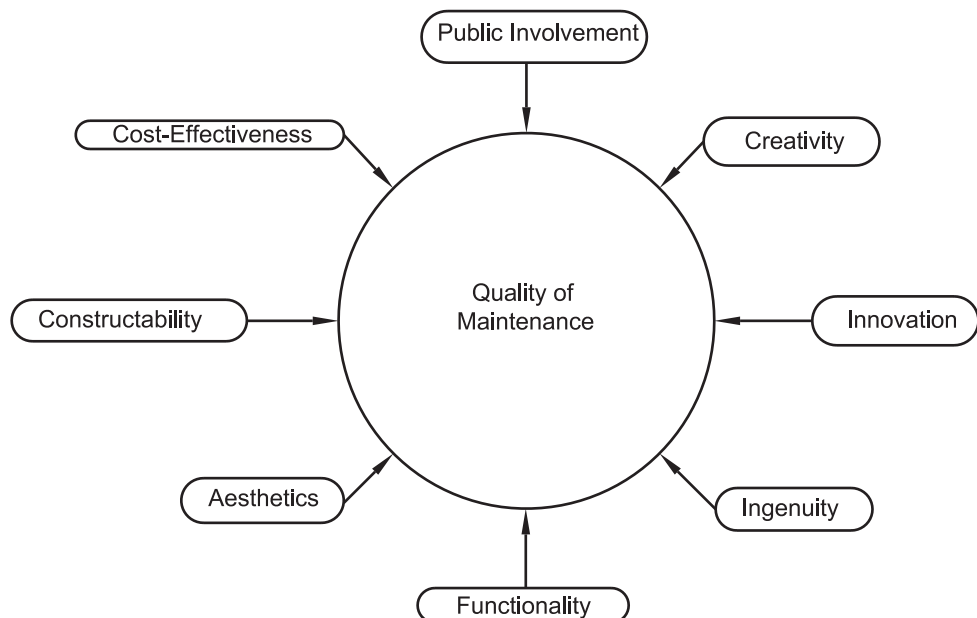 Public Involvement
Cost-Effectiveness
Creativity
Quality of
Maintenance
Constructability
Innovation
Aesthetics
Ingenuity
Functionality